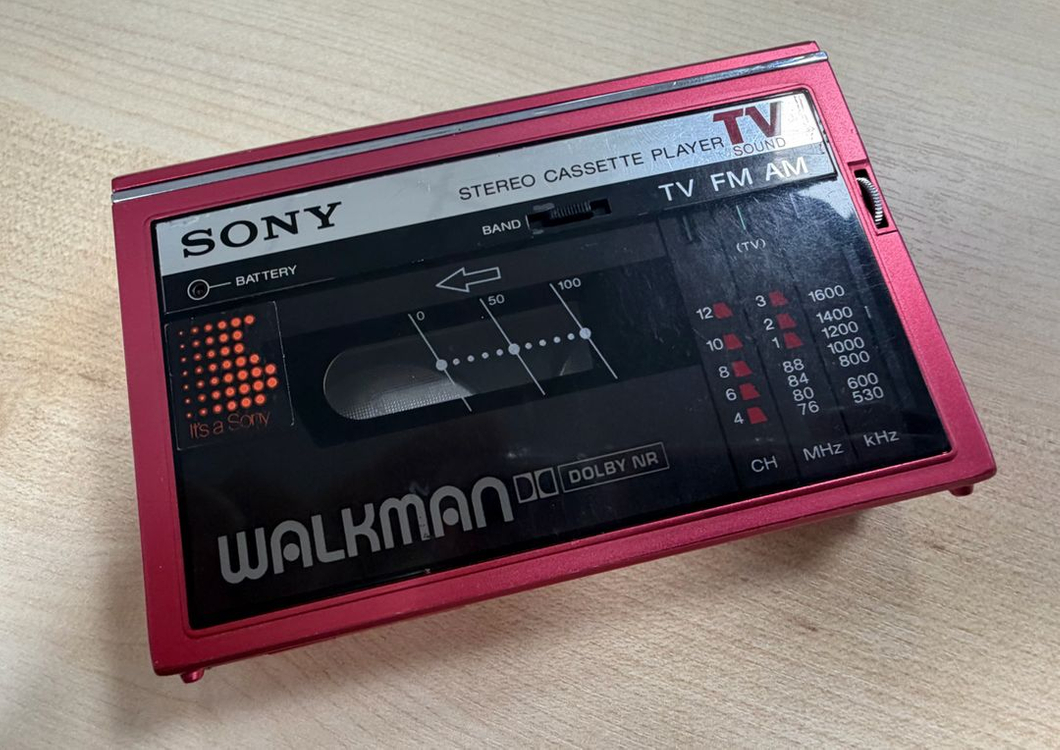 STEREO CASSETTE PLAYER TV SOUND
SONY
BAND
TV FM AM
BATTERY
(TV)
0 50 100
12 3 1600
10 2 1400
1 1200
1000
8 88 800
6 84 600
80 530
4 76
CH MHz kHz
It's a Sony
WALKMAN DOLBY NR